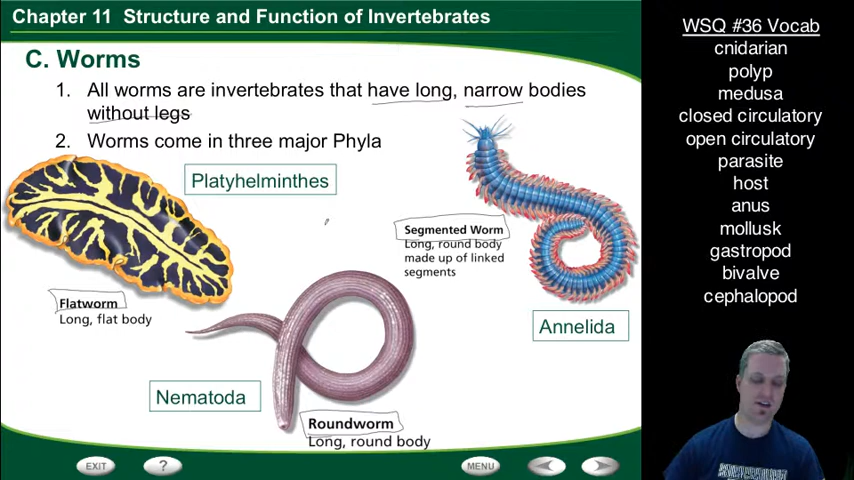 Chapter 11 Structure and Function of Invertebrates
C. Worms
1. All worms are invertebrates that have long, narrow bodies
without legs
2. Worms come in three major Phyla
Platyhelminthes
Segmented Worm
Long, round body
made up of linked
segments
Flatworm
Long, flat body
Annelida
Nematoda
Roundworm
Long, round body
EXIT
?
MENU
WSQ #36 Vocab
cnidarian
polyp
medusa
closed circulatory
open circulatory
parasite
host
anus
mollusk
gastropod
bivalve
cephalopod